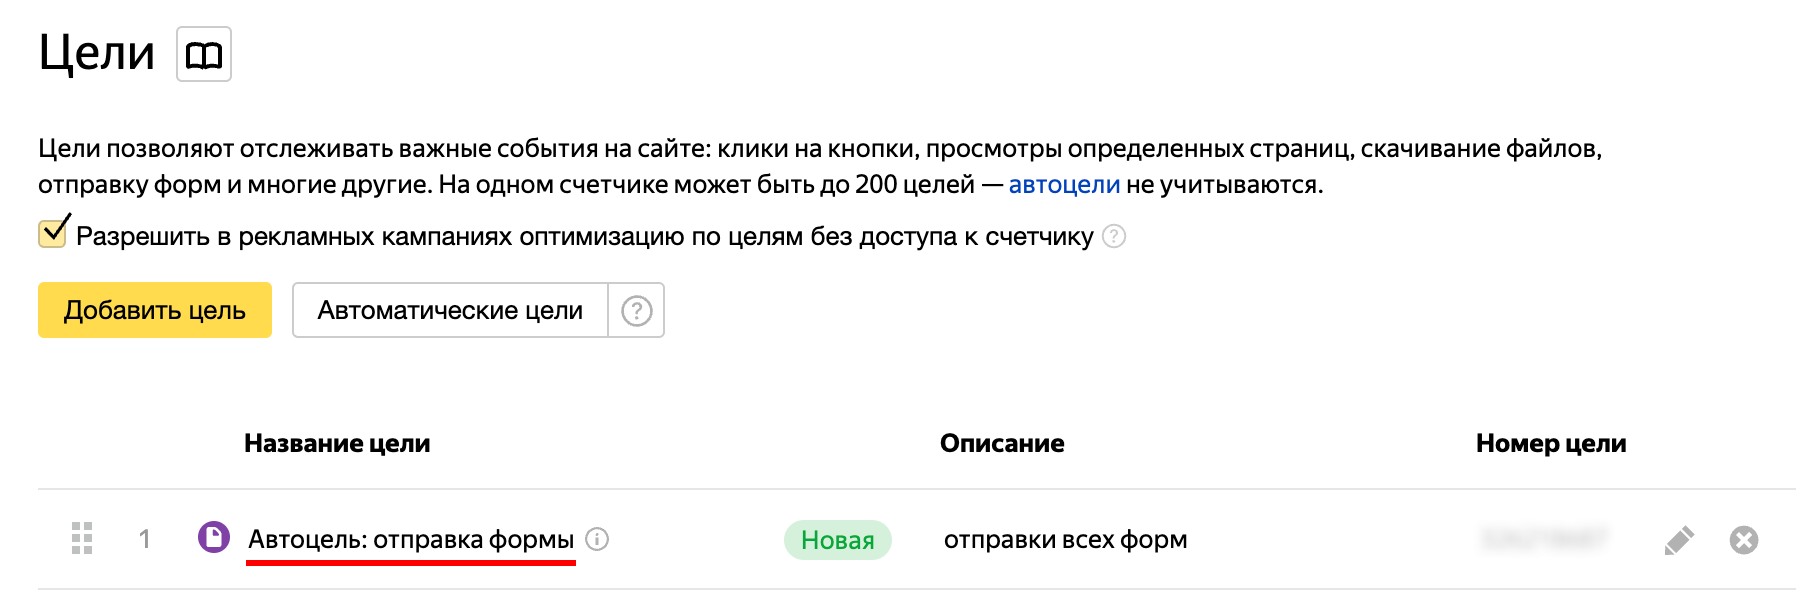 Цели
Цели позволяют отслеживать важные события на сайте: клики на кнопки, просмотры определенных страниц, скачивание файлов,
отправку форм и многие другие. На одном счетчике может быть до 200 целей — автоцели не учитываются.
Разрешить в рекламных кампаниях оптимизацию по целям без доступа к счетчику ?
Добавить цель Автоматические цели ?
Название цели Описание Номер цели
1 Автоцель: отправка формы i Новая отправки всех форм